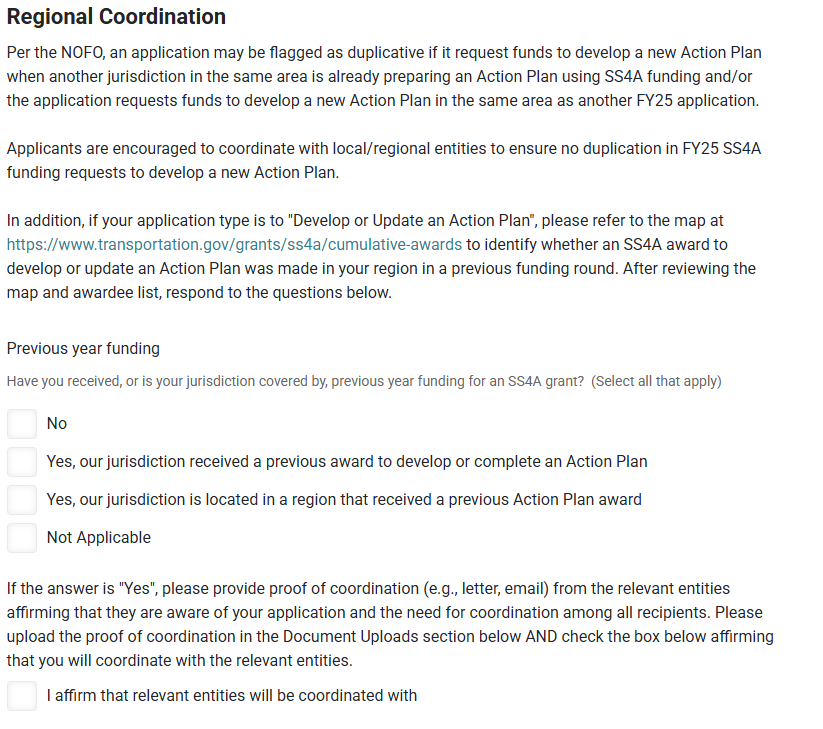 Regional Coordination
Per the NOFO, an application may be flagged as duplicative if it request funds to develop a new Action Plan
when another jurisdiction in the same area is already preparing an Action Plan using SS4A funding and/or
the application requests funds to develop a new Action Plan in the same area as another FY25 application.
Applicants are encouraged to coordinate with local/regional entities to ensure no duplication in FY25 SS4A
funding requests to develop a new Action Plan.
In addition, if your application type is to "Develop or Update an Action Plan", please refer to the map at
https://www.transportation.gov/grants/ss4a/cumulative-awards to identify whether an SS4A award to
develop or update an Action Plan was made in your region in a previous funding round. After reviewing the
map and awardee list, respond to the questions below.
Previous year funding
Have you received, or is your jurisdiction covered by, previous year funding for an SS4A grant? (Select all that apply)
No
Yes, our jurisdiction received a previous award to develop or complete an Action Plan
Yes, our jurisdiction is located in a region that received a previous Action Plan award
Not Applicable
If the answer is "Yes", please provide proof of coordination (e.g., letter, email) from the relevant entities
affirming that they are aware of your application and the need for coordination among all recipients. Please
upload the proof of coordination in the Document Uploads section below AND check the box below affirming
that you will coordinate with the relevant entities.
I affirm that relevant entities will be coordinated with